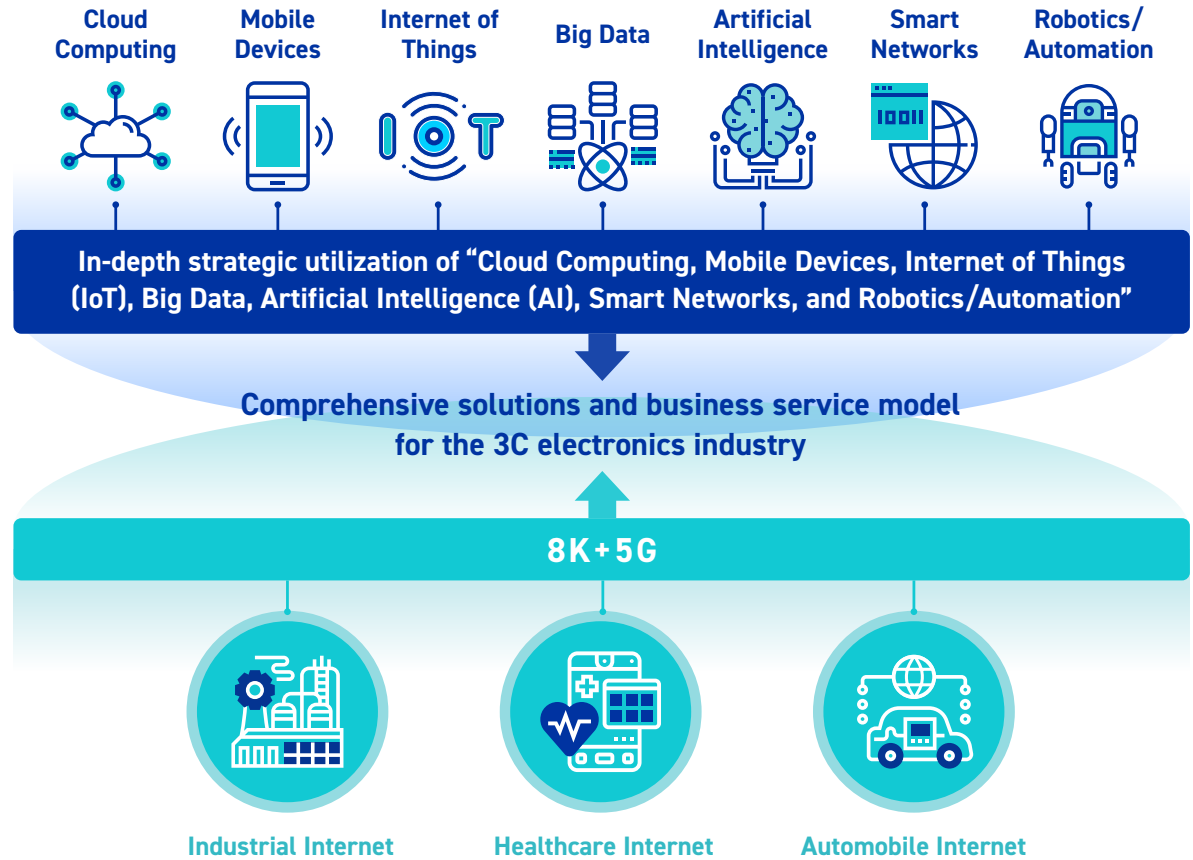 Cloud
Computing
Mobile
Devices
Internet of
Things
Big Data
Artificial
Intelligence
Smart
Networks
Robotics/
Automation
IOT
10011
In-depth strategic utilization of “Cloud Computing, Mobile Devices, Internet of Things
(IoT), Big Data, Artificial Intelligence (AI), Smart Networks, and Robotics/Automation”
Comprehensive solutions and business service model
for the 3C electronics industry
8K+5G
Industrial Internet
Healthcare Internet
Automobile Internet